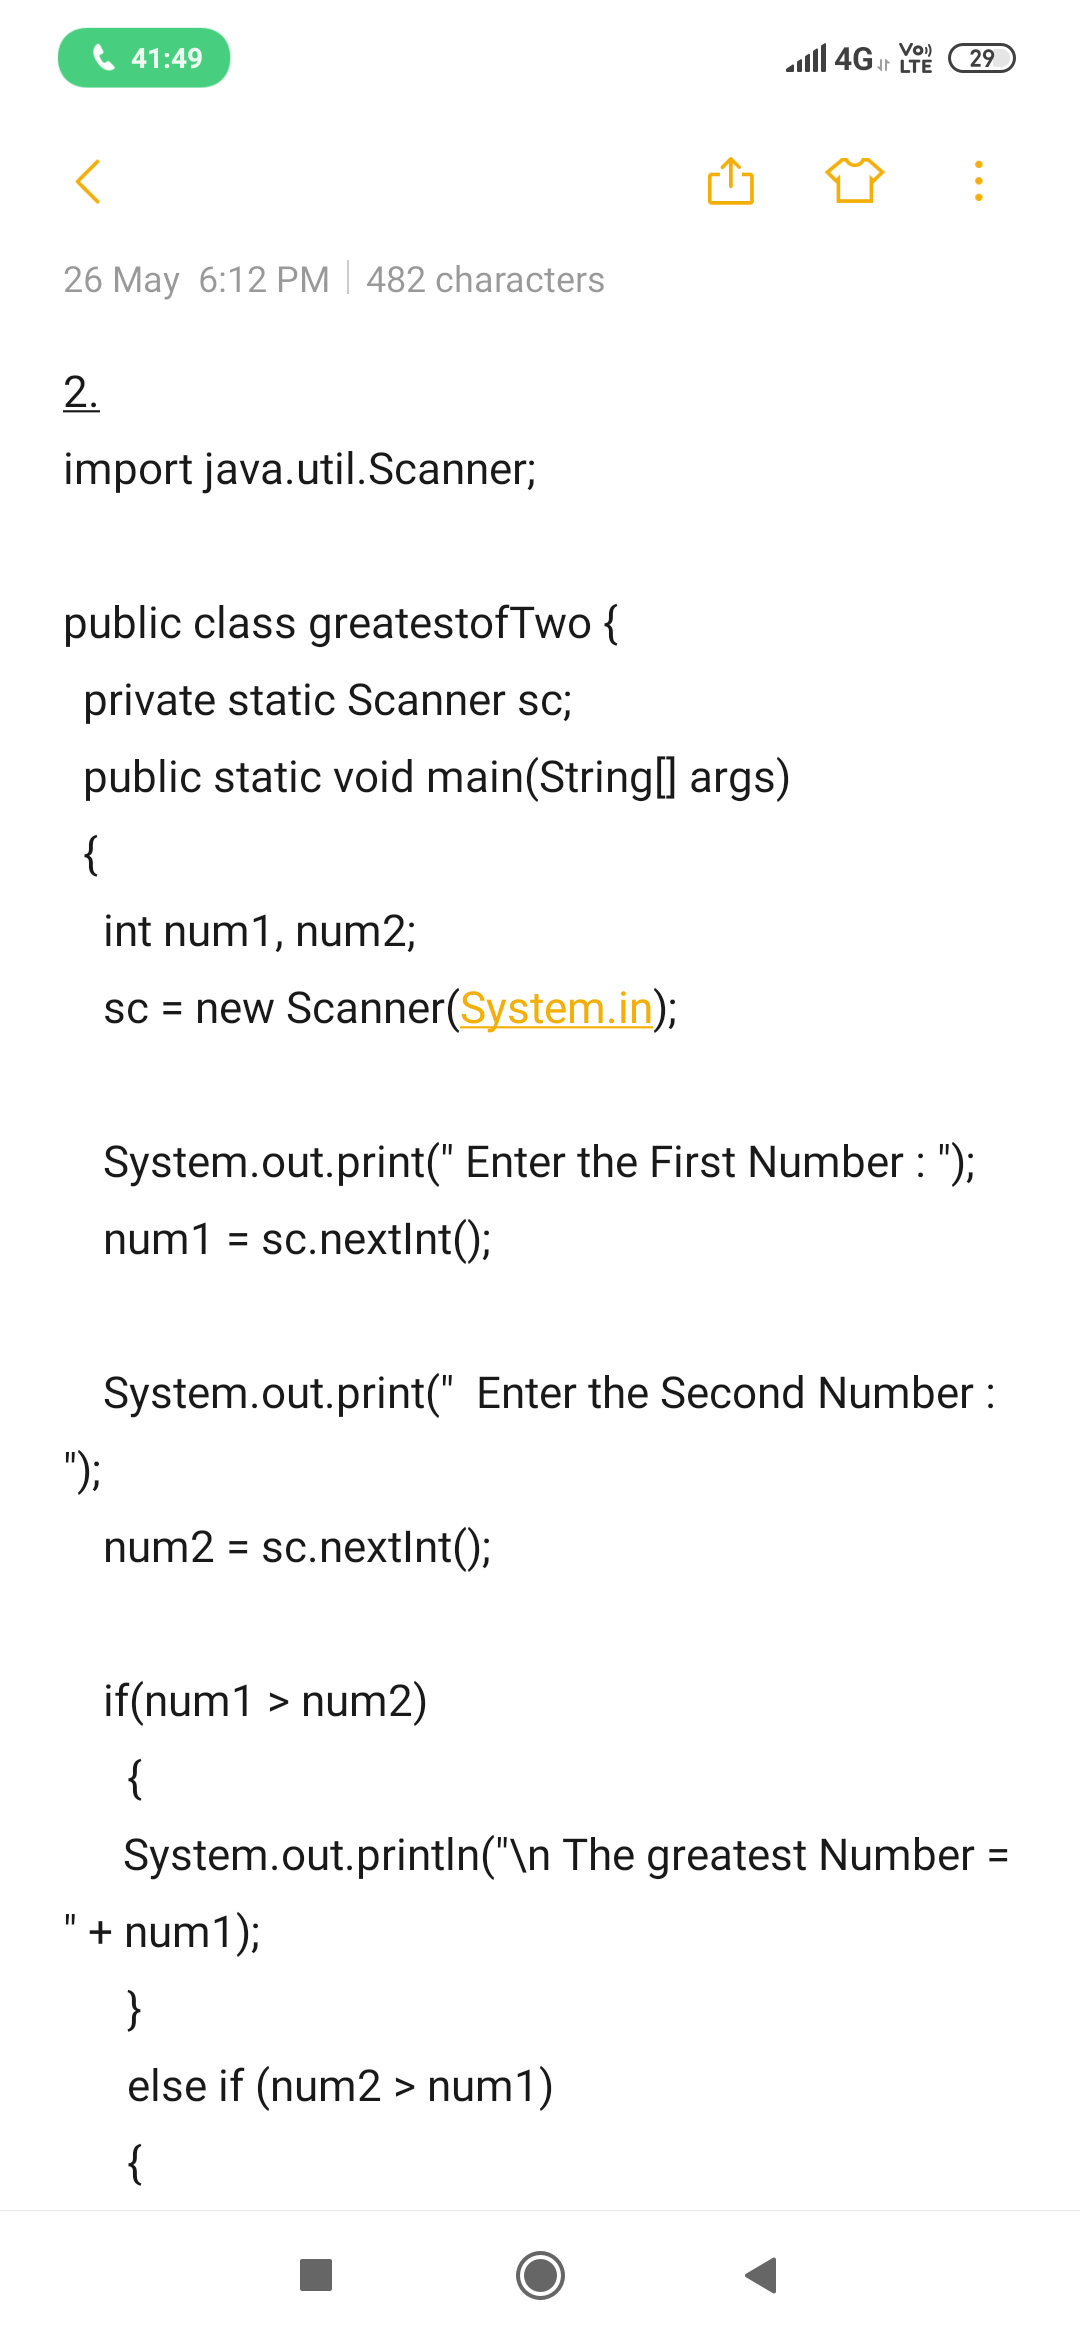 41:49 4G Vo) LTE 29
26 May 6:12 PM | 482 characters
2.
import java.util.Scanner;
public class greatestofTwo {
private static Scanner sc;
public static void main(String[] args)
{
int num1, num2;
sc = new Scanner(System.in);
System.out.print(" Enter the First Number : ");
num1 = sc.nextInt();
System.out.print("  Enter the Second Number :
");
num2 = sc.nextInt();
if(num1 > num2)
{
System.out.println("\n The greatest Number =
" + num1);
}
else if (num2 > num1)
{